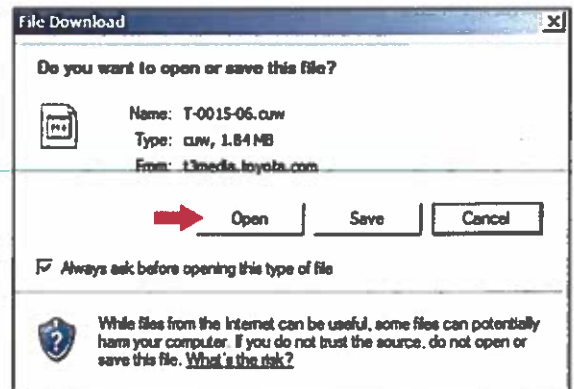 File Download
Do you want to open or save this file?
Name: T-0015-06.cuw
Type: cuw, 1.84 MB
From: t3media.toyota.com
Open Save Cancel
Always ask before opening this type of file
While files from the Internet can be useful, some files can potentially
harm your computer. If you do not trust the source, do not open or
save this file. What's the risk?